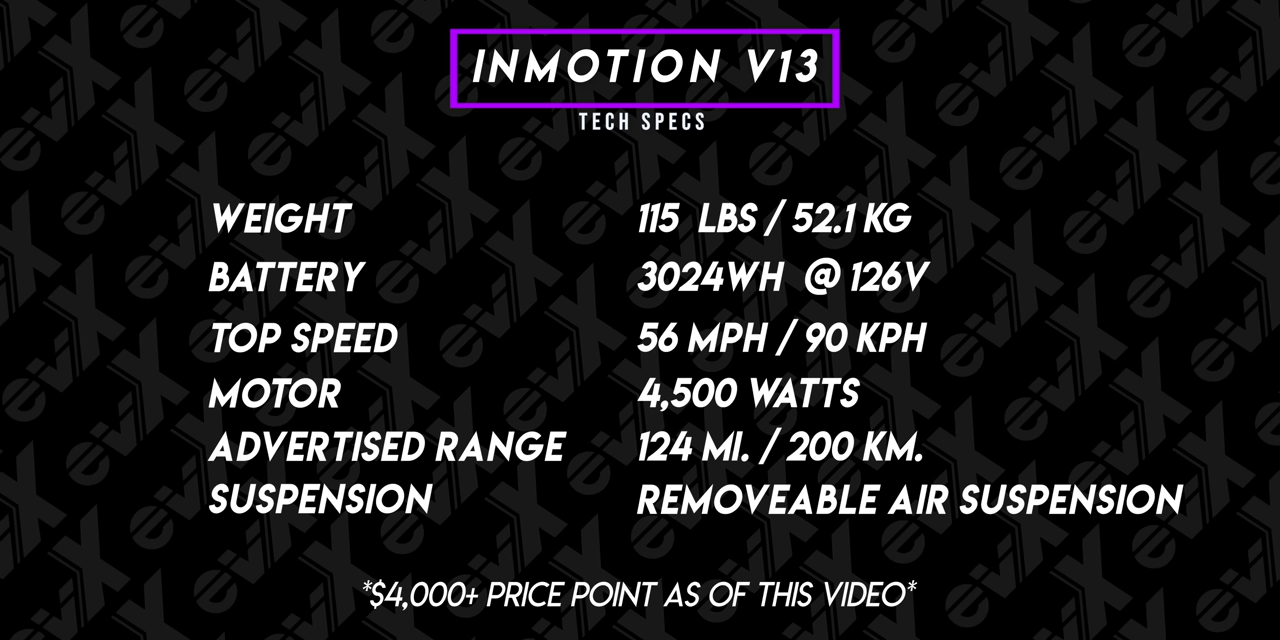 INMOTION V13
TECH SPECS
WEIGHT 115 LBS / 52.1 KG
BATTERY 3024WH @ 126V
TOP SPEED 56 MPH / 90 KPH
MOTOR 4,500 WATTS
ADVERTISED RANGE 124 MI. / 200 KM.
SUSPENSION REMOVEABLE AIR SUSPENSION
*$4,000+ PRICE POINT AS OF THIS VIDEO*